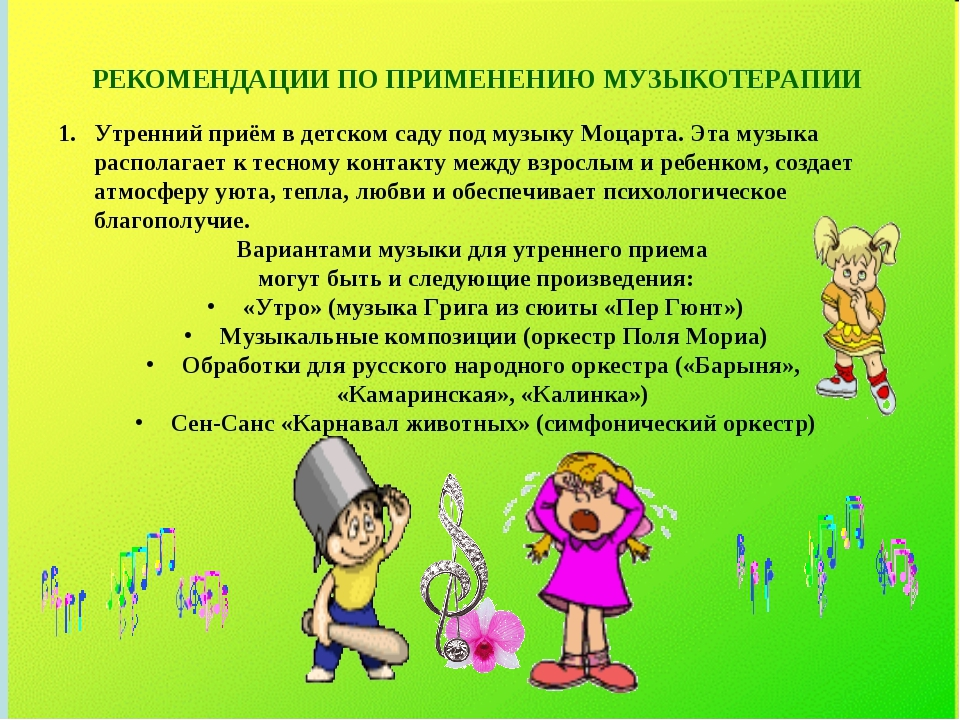 РЕКОМЕНДАЦИИ ПО ПРИМЕНЕНИЮ МУЗЫКОТЕРАПИИ
1. Утренний приём в детском саду под музыку Моцарта. Эта музыка
располагает к тесному контакту между взрослым и ребенком, создает
атмосферу уюта, тепла, любви и обеспечивает психологическое
благополучие.
Вариантами музыки для утреннего приема
могут быть и следующие произведения:
• «Утро» (музыка Грига из сюиты «Пер Гюнт»)
• Музыкальные композиции (оркестр Поля Мориа)
• Обработки для русского народного оркестра («Барыня»,
«Камаринская», «Калинка»)
• Сен-Санс «Карнавал животных» (симфонический оркестр)